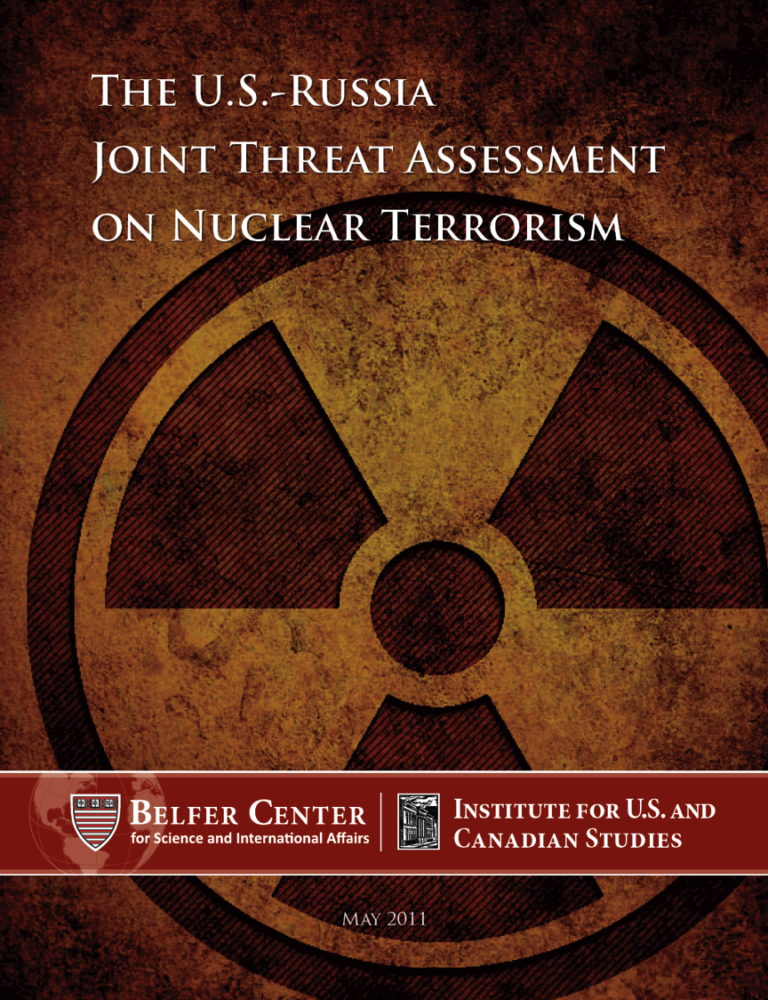 The U.S.-Russia
Joint Threat Assessment
on Nuclear Terrorism
Belfer Center
for Science and International Affairs
Institute for U.S. and
Canadian Studies
May 2011